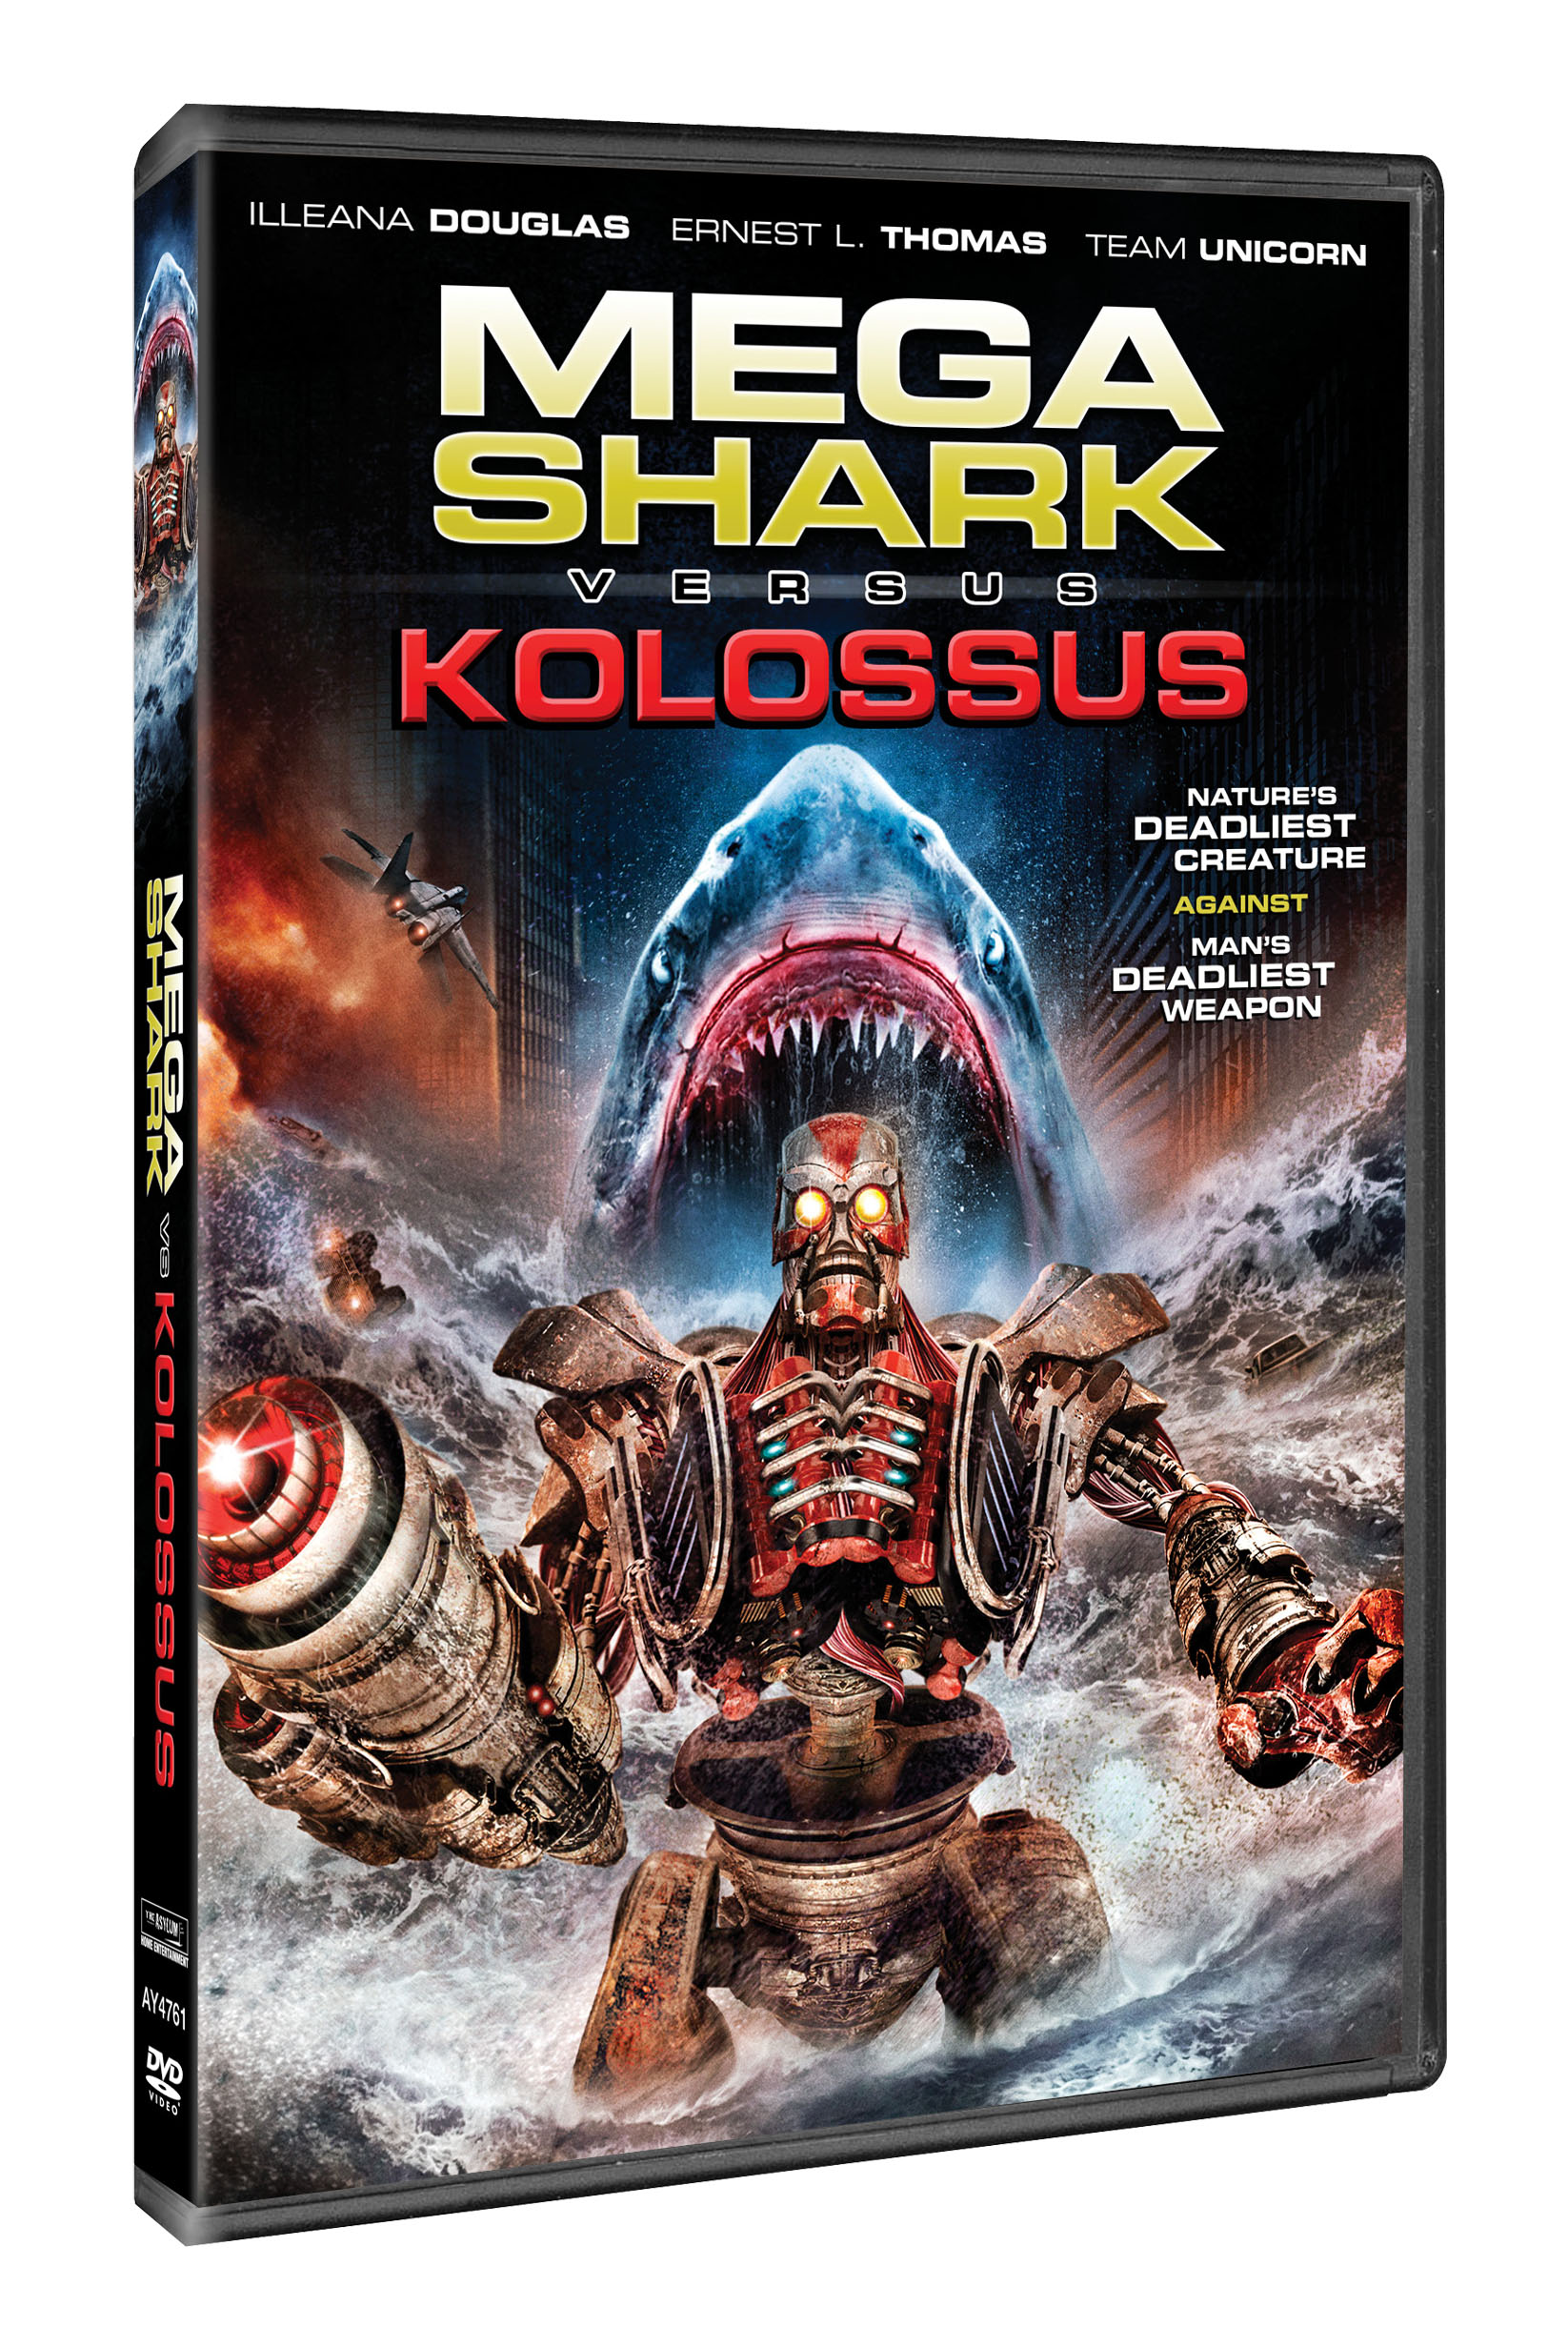 ILLEANA DOUGLAS ERNEST L. THOMAS TEAM UNICORN
MEGA
SHARK
VERSUS
KOLOSSUS
NATURE'S
DEADLIEST
CREATURE
AGAINST
MAN'S
DEADLIEST
WEAPON
MEGA
SHARK
VS
KOLOSSUS
THE ASYLUM
HOME ENTERTAINMENT
AY4761
DVD
VIDEO